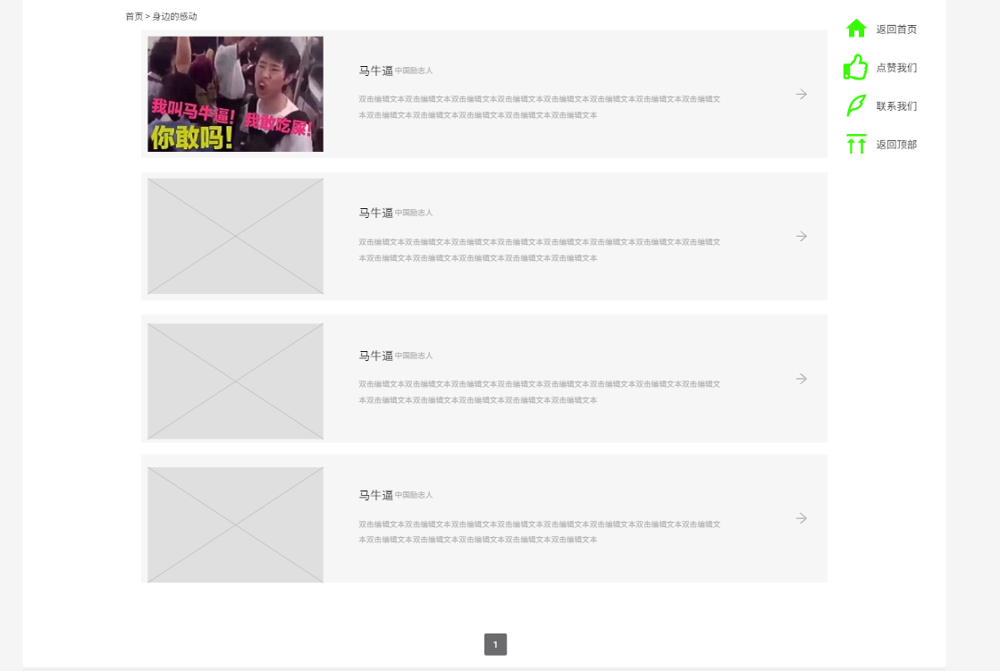 首页 > 身边的感动
返回首页
点赞我们
联系我们
返回顶部
我叫马牛逼! 我敢吃屎!
你敢吗!
马牛逼 中国励志人
双击编辑文本双击编辑文本双击编辑文本双击编辑文本双击编辑文本双击编辑文本双击编辑文本双击编辑文
本双击编辑文本双击编辑文本双击编辑文本双击编辑文本双击编辑文本
马牛逼 中国励志人
双击编辑文本双击编辑文本双击编辑文本双击编辑文本双击编辑文本双击编辑文本双击编辑文本双击编辑文
本双击编辑文本双击编辑文本双击编辑文本双击编辑文本双击编辑文本
马牛逼 中国励志人
双击编辑文本双击编辑文本双击编辑文本双击编辑文本双击编辑文本双击编辑文本双击编辑文本双击编辑文
本双击编辑文本双击编辑文本双击编辑文本双击编辑文本双击编辑文本
马牛逼 中国励志人
双击编辑文本双击编辑文本双击编辑文本双击编辑文本双击编辑文本双击编辑文本双击编辑文本双击编辑文
本双击编辑文本双击编辑文本双击编辑文本双击编辑文本双击编辑文本
1